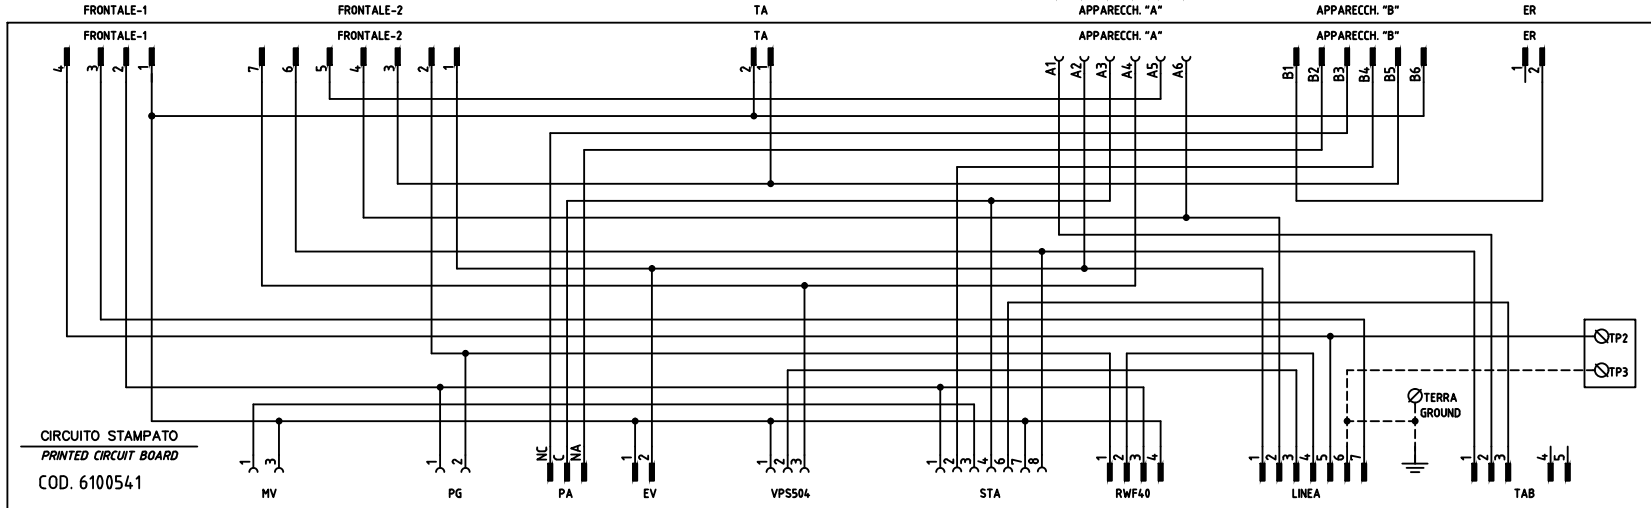 FRONTALE-1 FRONTALE-2 TA APPARECCH. "A" APPARECCH. "B" ER
FRONTALE-1 FRONTALE-2 TA APPARECCH. "A" APPARECCH. "B" ER
4 3 2 1 7 6 5 4 3 2 1 2 1 A1 A2 A3 A4 A5 A6 B1 B2 B3 B4 B5 B6 1 2
TP2
TP3
TERRA
GROUND
CIRCUITO STAMPATO
PRINTED CIRCUIT BOARD
COD. 6100541
1 3 1 2 NC C NA 1 2 1 2 3 1 2 3 4 6 7 8 1 2 3 4 1 2 3 4 5 6 7 1 2 3 4 5
MV PG PA EV VPS504 STA RWF40 LINEA TAB